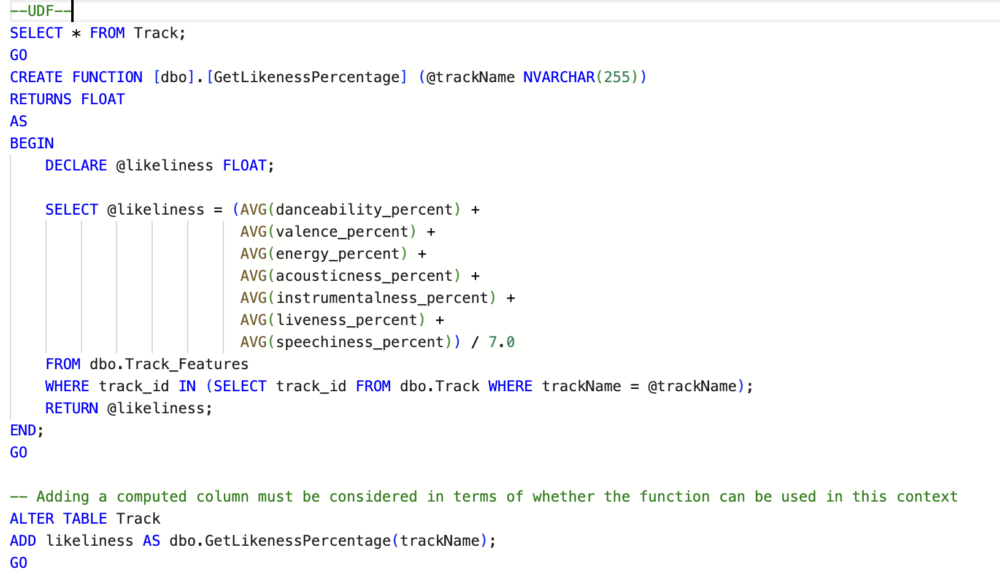 --UDF--
SELECT * FROM Track;
GO
CREATE FUNCTION [dbo].[GetLikenessPercentage] (@trackName NVARCHAR(255))
RETURNS FLOAT
AS
BEGIN
    DECLARE @likeliness FLOAT;

    SELECT @likeliness = (AVG(danceability_percent) +
                          AVG(valence_percent) +
                          AVG(energy_percent) +
                          AVG(acousticness_percent) +
                          AVG(instrumentalness_percent) +
                          AVG(liveness_percent) +
                          AVG(speechiness_percent)) / 7.0
    FROM dbo.Track_Features
    WHERE track_id IN (SELECT track_id FROM dbo.Track WHERE trackName = @trackName);
    RETURN @likeliness;
END;
GO

-- Adding a computed column must be considered in terms of whether the function can be used in this context
ALTER TABLE Track
ADD likeliness AS dbo.GetLikenessPercentage(trackName);
GO